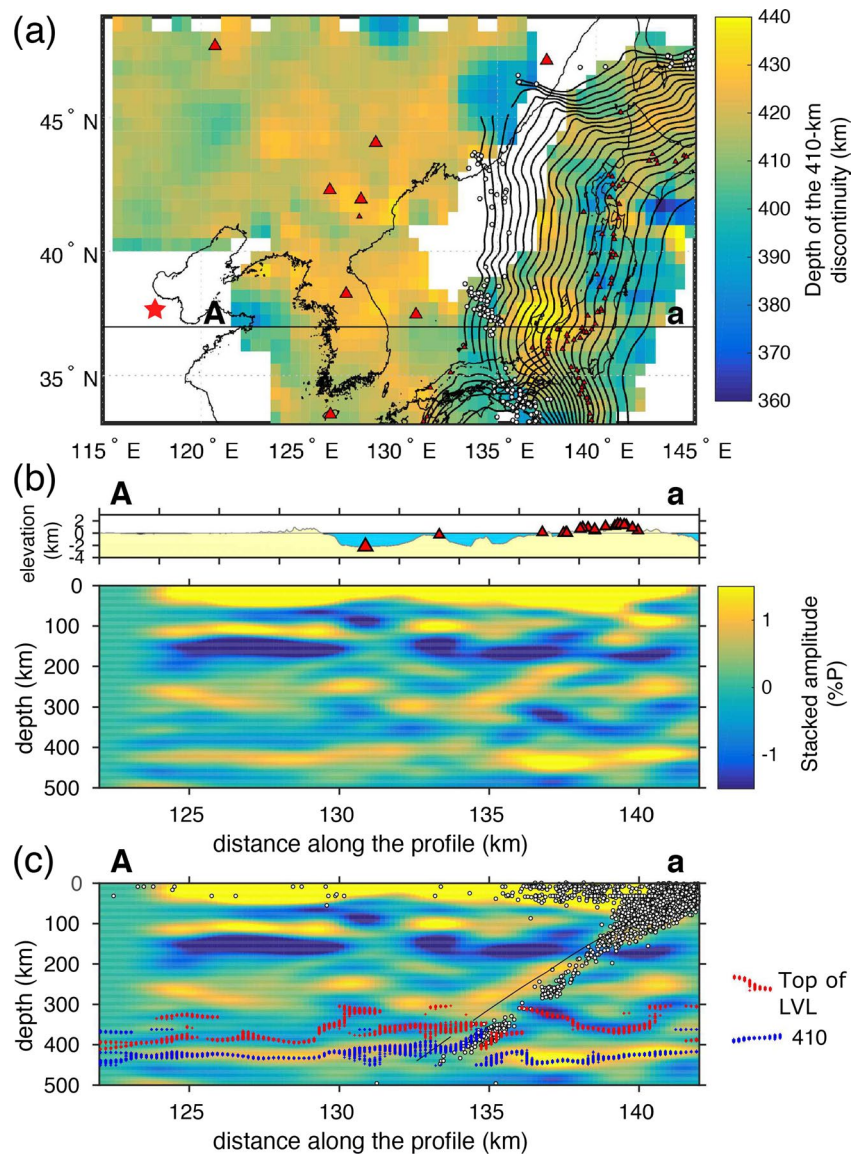 (a)
45° N
40° N
35° N
A
a
115° E 120° E 125° E 130° E 135° E 140° E 145° E
440
430
420
410
400
390
380
370
360
Depth of the 410-km
discontinuity (km)
(b)
A
a
elevation
(km)
2
0
-2
-4
0
100
200
300
400
500
depth (km)
125
130
135
140
distance along the profile (km)
1
0
-1
Stacked amplitude
(%P)
(c)
A
a
0
100
200
300
400
500
depth (km)
125
130
135
140
distance along the profile (km)
Top of
LVL
410